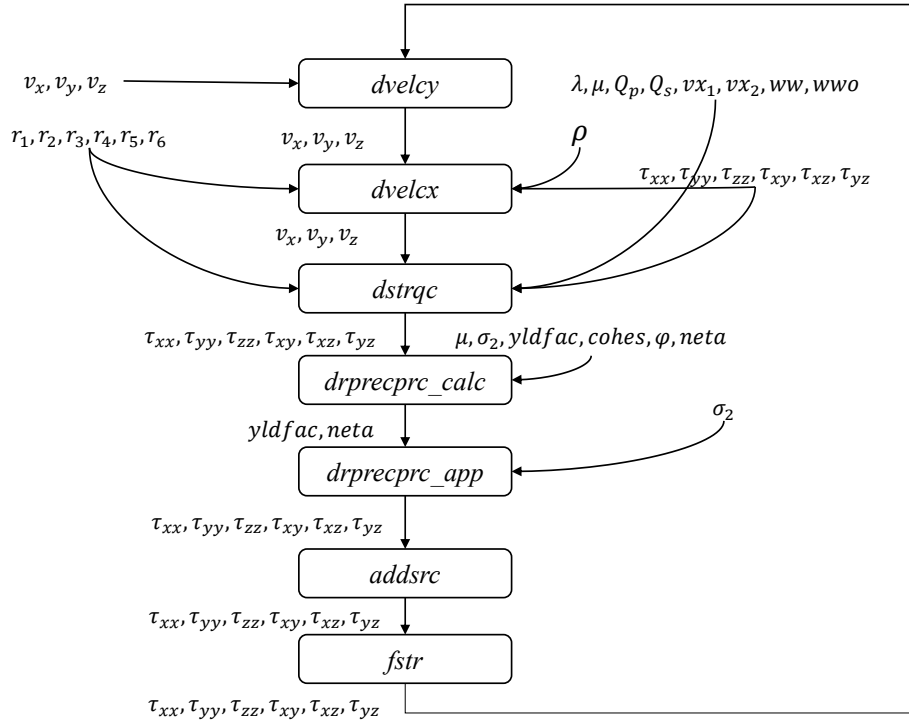 dvelcy
v_x, v_y, v_z
λ, μ, Q_p, Q_s, vx_1, vx_2, ww, wwo
r_1, r_2, r_3, r_4, r_5, r_6
v_x, v_y, v_z
ρ
dvelcx
τ_xx, τ_yy, τ_zz, τ_xy, τ_xz, τ_yz
v_x, v_y, v_z
dstrqc
τ_xx, τ_yy, τ_zz, τ_xy, τ_xz, τ_yz
μ, σ_2, yldfac, cohes, φ, neta
drprecprc_calc
yldfac, neta
σ_2
drprecprc_app
τ_xx, τ_yy, τ_zz, τ_xy, τ_xz, τ_yz
addsrc
τ_xx, τ_yy, τ_zz, τ_xy, τ_xz, τ_yz
fstr
τ_xx, τ_yy, τ_zz, τ_xy, τ_xz, τ_yz